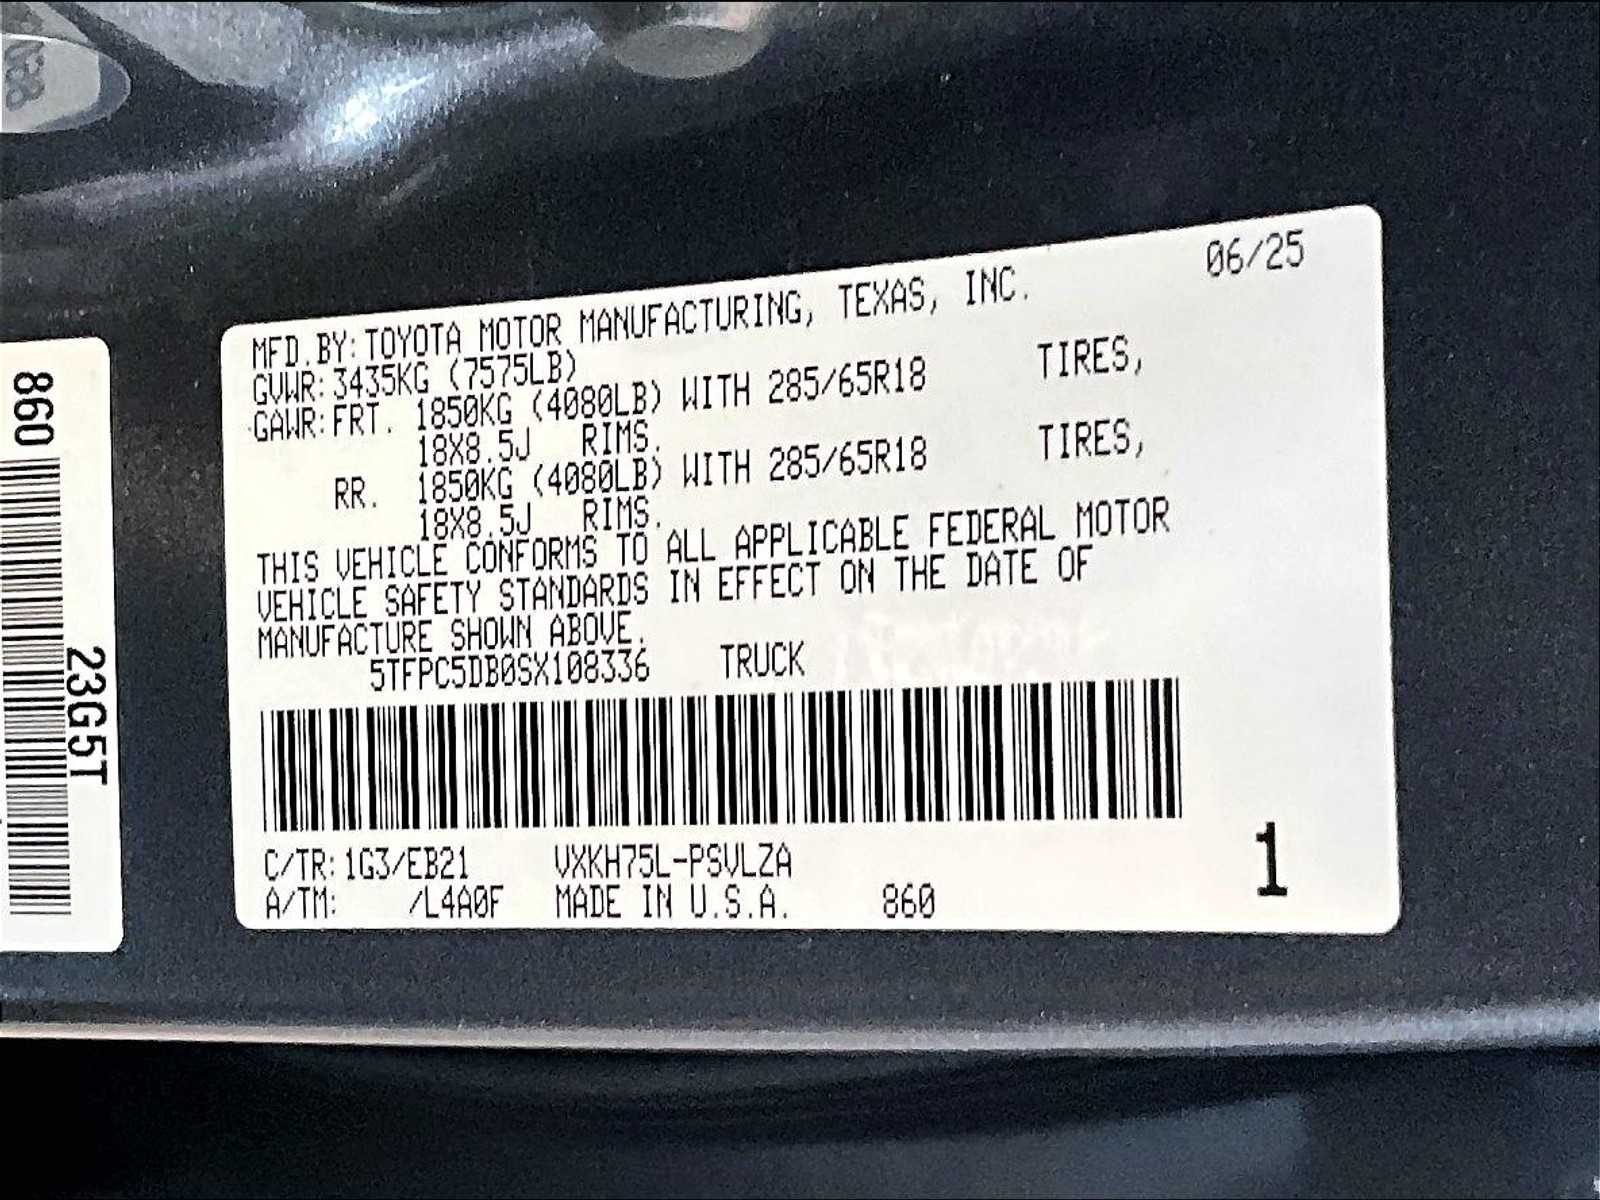 860
23G5T
MFD.BY:TOYOTA MOTOR MANUFACTURING, TEXAS, INC. 06/25
GVWR:3435KG (7575LB)
GAWR:FRT. 1850KG (4080LB) WITH 285/65R18 TIRES,
18X8.5J RIMS.
RR. 1850KG (4080LB) WITH 285/65R18 TIRES,
18X8.5J RIMS.
THIS VEHICLE CONFORMS TO ALL APPLICABLE FEDERAL MOTOR
VEHICLE SAFETY STANDARDS IN EFFECT ON THE DATE OF
MANUFACTURE SHOWN ABOVE.
5TFPC5DB0SX108336 TRUCK
C/TR:1G3/EB21 VXKH75L-PSVLZA
A/TM: /L4A0F MADE IN U.S.A. 860
1